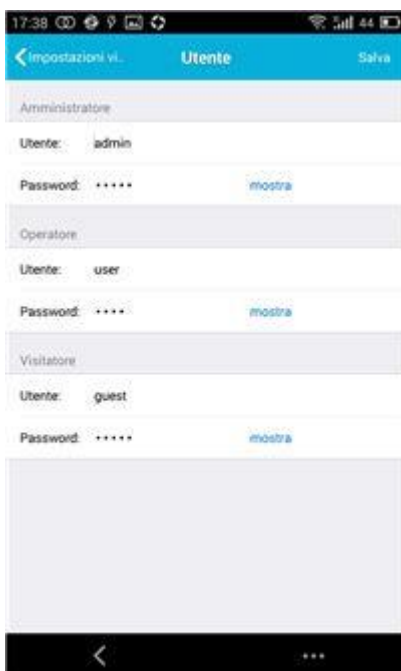 17:38 44
Impostazioni vi.. Utente Salva
Amministratore
Utente: admin
Password: ••••• mostra
Operatore
Utente: user
Password: •••• mostra
Visitatore
Utente: guest
Password: ••••• mostra